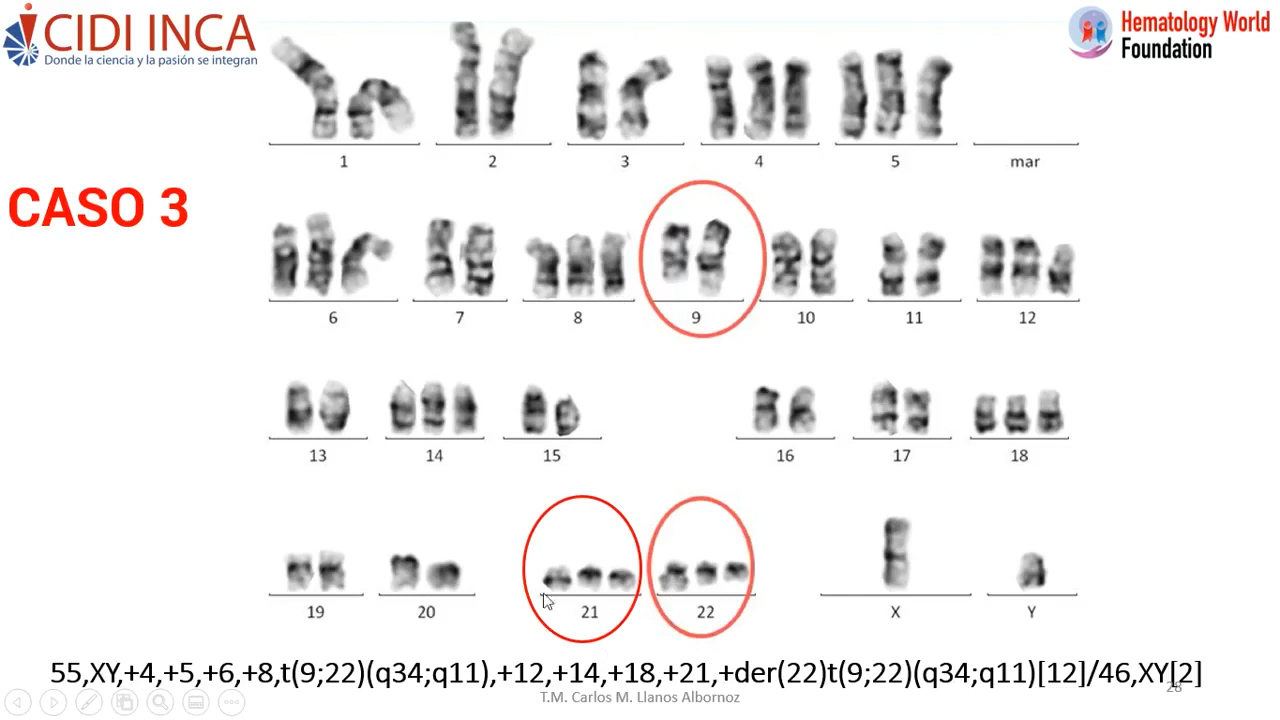 CIDI INCA
Donde la ciencia y la pasión se integran
Hematology World
Foundation
1 2 3 4 5 mar
CASO 3
6 7 8 9 10 11 12
13 14 15 16 17 18
19 20 21 22 X Y
55,XY,+4,+5,+6,+8,t(9;22)(q34;q11),+12,+14,+18,+21,+der(22)t(9;22)(q34;q11)[12]/46,XY[2]
T.M. Carlos M. Llanos Albornoz